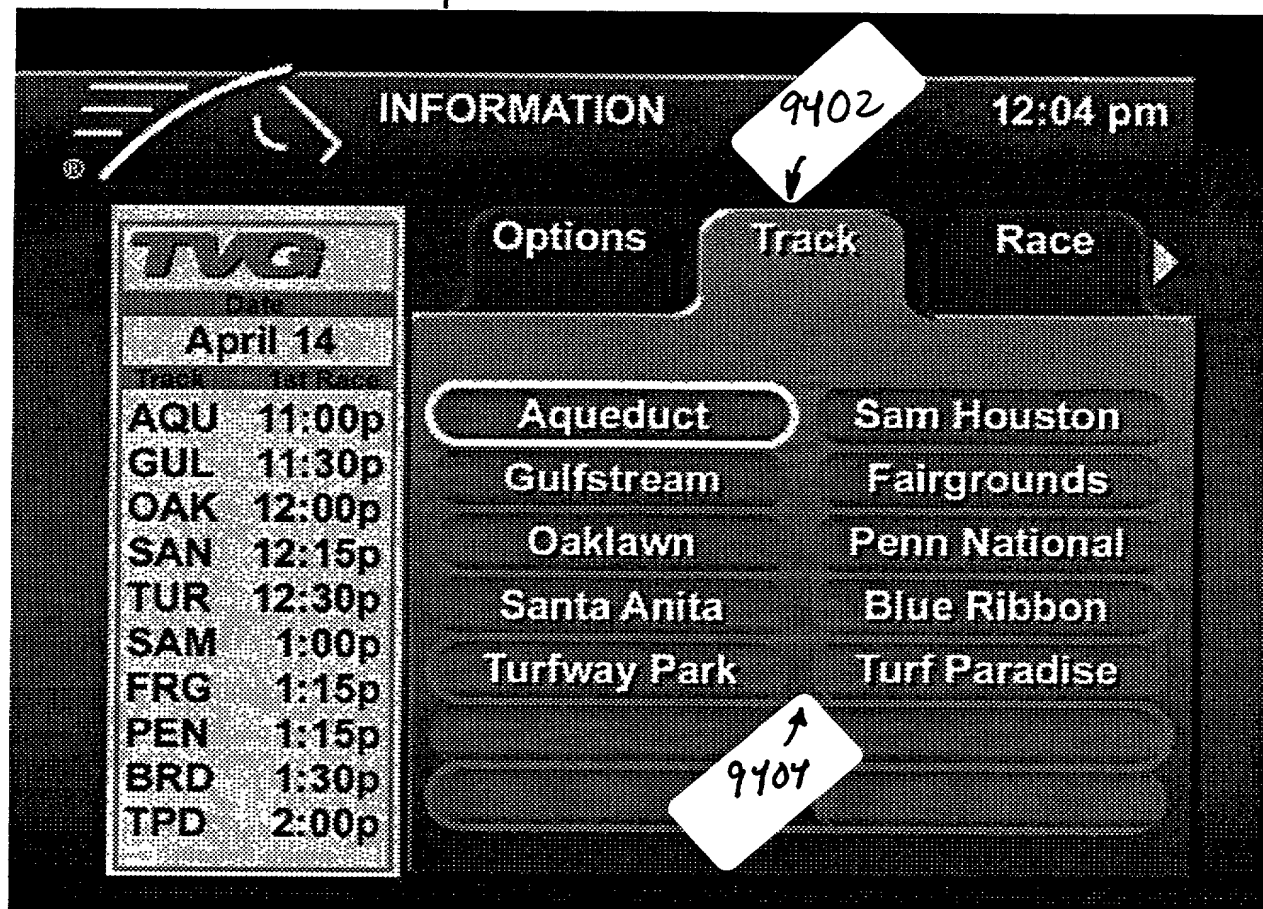 INFORMATION
9402
12:04 pm
®
TVG
Date
April 14
Track 1st Race
AQU 11:00p
GUL 11:30p
OAK 12:00p
SAN 12:15p
TUR 12:30p
SAM 1:00p
FRG 1:15p
PEN 1:15p
BRD 1:30p
TPD 2:00p
Options
Track
Race
Aqueduct
Sam Houston
Gulfstream
Fairgrounds
Oaklawn
Penn National
Santa Anita
Blue Ribbon
Turfway Park
Turf Paradise
9404